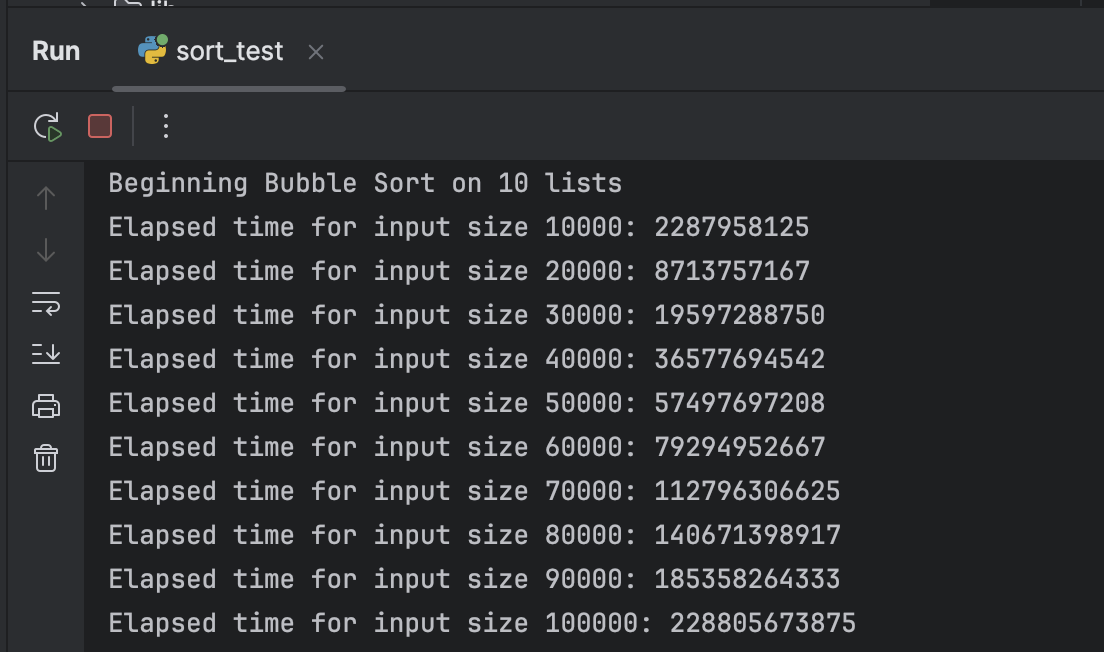 Run
sort_test
Beginning Bubble Sort on 10 lists
Elapsed time for input size 10000: 2287958125
Elapsed time for input size 20000: 8713757167
Elapsed time for input size 30000: 19597288750
Elapsed time for input size 40000: 36577694542
Elapsed time for input size 50000: 57497697208
Elapsed time for input size 60000: 79294952667
Elapsed time for input size 70000: 112796306625
Elapsed time for input size 80000: 140671398917
Elapsed time for input size 90000: 185358264333
Elapsed time for input size 100000: 228805673875